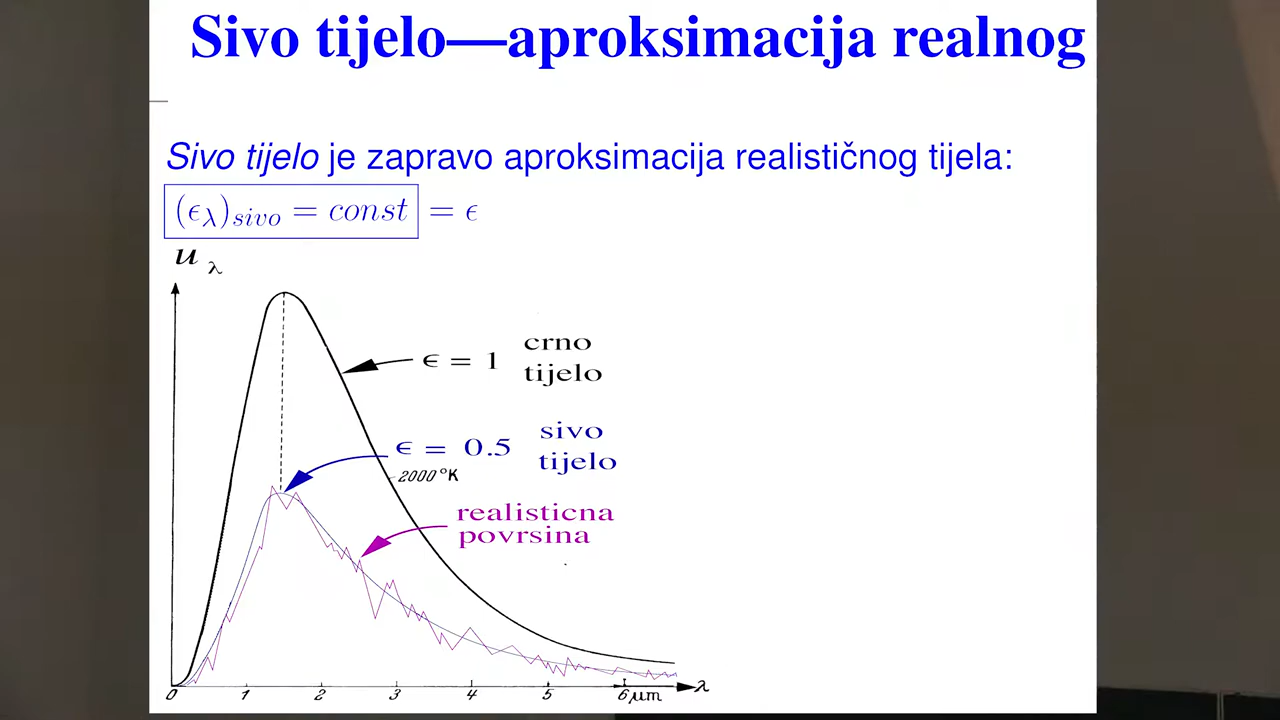 Sivo tijelo—aproksimacija realnog
Sivo tijelo je zapravo aproksimacija realističnog tijela:
(ϵλ)sivo = const = ϵ
u λ
ϵ = 1 crno
tijelo
ϵ = 0.5 sivo
tijelo
2000°K
realisticna
povrsina
0 1 2 3 4 5 6 μm λ